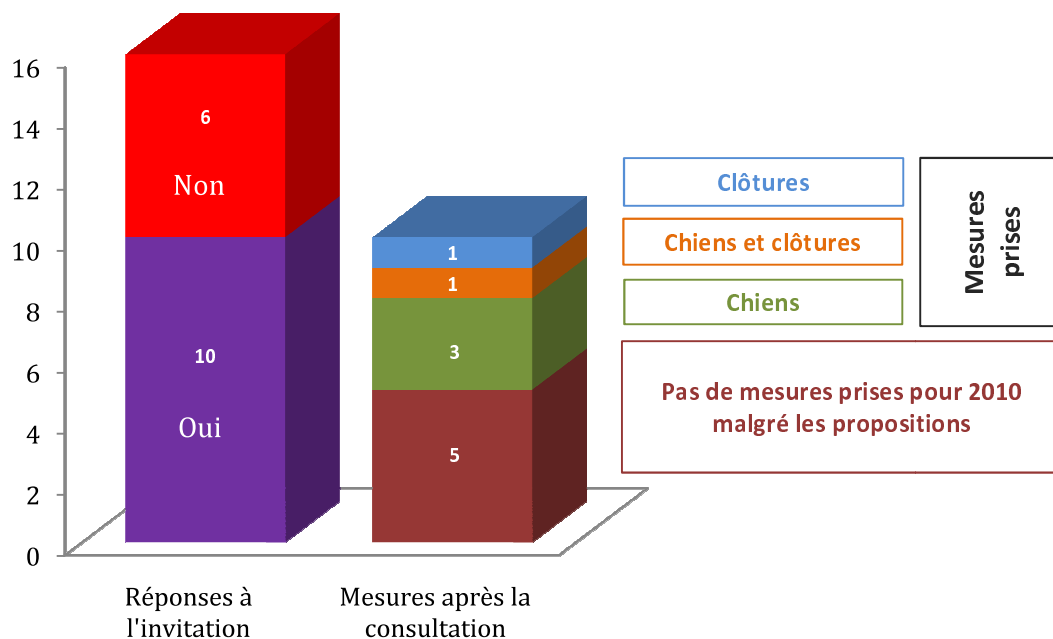 16
14
12
10
8
6
4
2
0
6
Non
10
Oui
1
1
3
5
Réponses à
l'invitation
Mesures après la
consultation
Clôtures
Chiens et clôtures
Chiens
Mesures
prises
Pas de mesures prises pour 2010
malgré les propositions